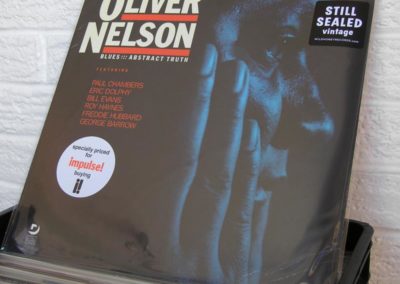 OLIVER
NELSON
BLUES AND THE ABSTRACT TRUTH
FEATURING
PAUL CHAMBERS
ERIC DOLPHY
BILL EVANS
ROY HAYNES
FREDDIE HUBBARD
GEORGE BARROW
STILL
SEALED
vintage
specially priced
for
impulse!
buying